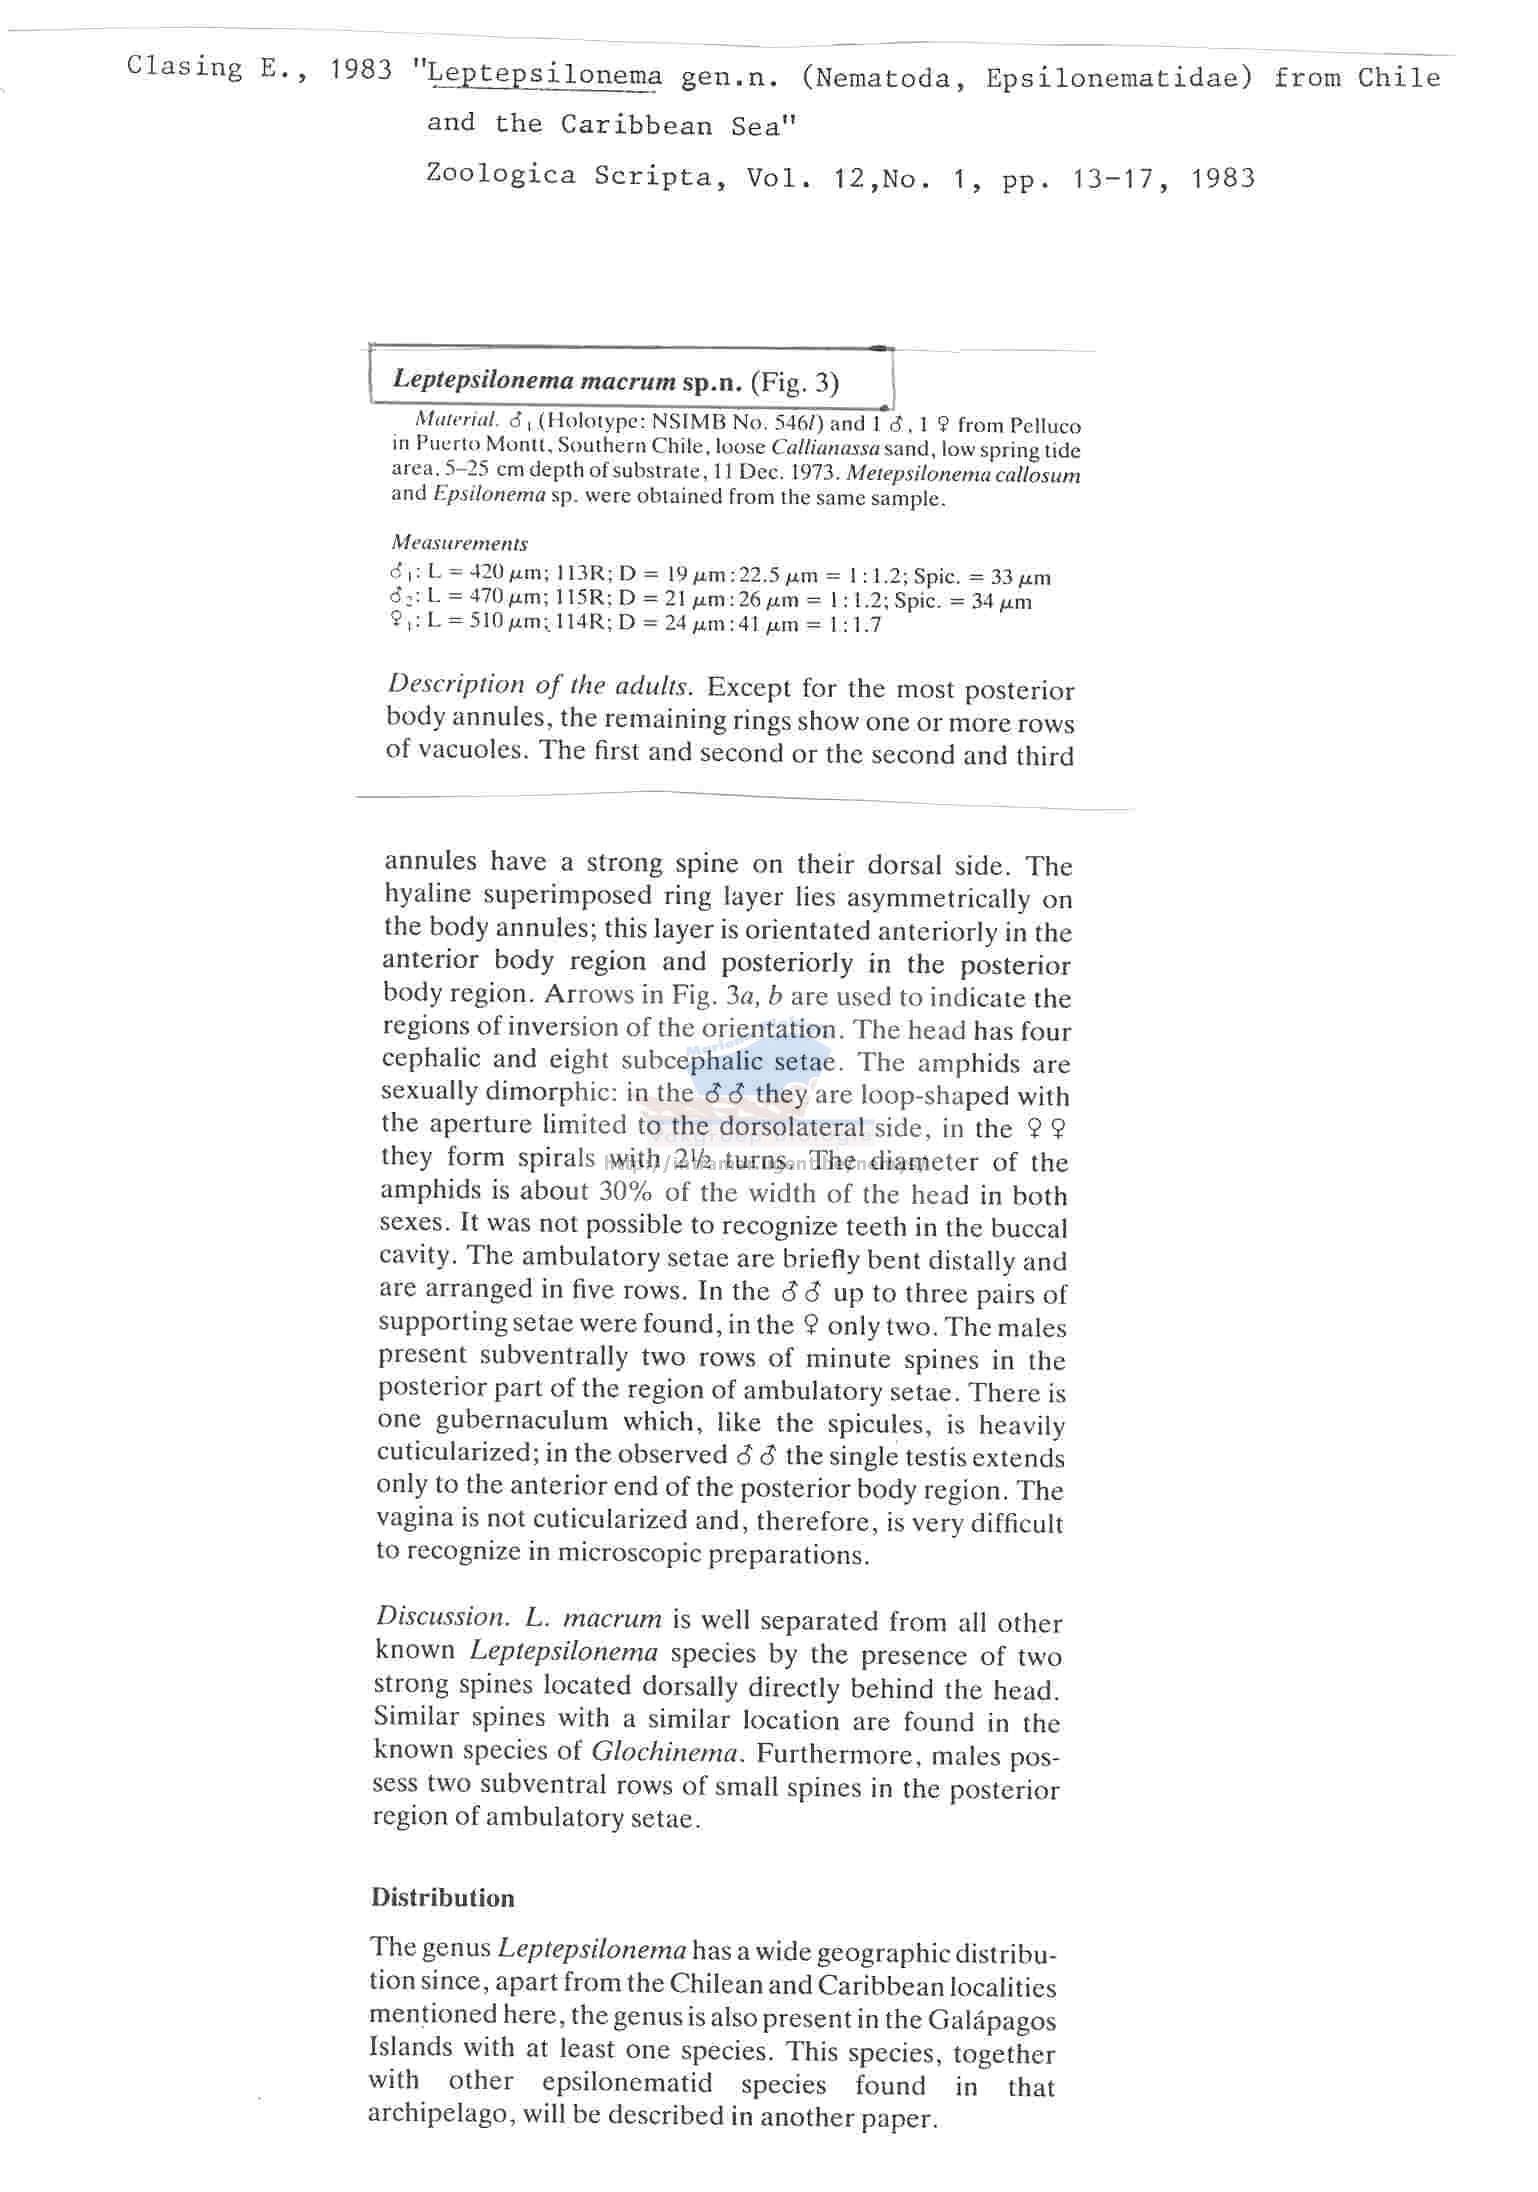 Clasing E., 1983 "Leptepsilonema gen.n. (Nematoda, Epsilonematidae) from Chile
and the Caribbean Sea"
Zoologica Scripta, Vol. 12,No. 1, pp. 13-17, 1983
Leptepsilonema macrum sp.n. (Fig. 3)
Material. ♂₁ (Holotype: NSIMB No. 546l) and 1 ♂, 1 ♀ from Pelluco
in Puerto Montt, Southern Chile, loose Callianassa sand, low spring tide
area, 5–25 cm depth of substrate, 11 Dec. 1973. Metepsilonema callosum
and Epsilonema sp. were obtained from the same sample.
Measurements
♂₁: L = 420 μm; 113R; D = 19 μm:22.5 μm = 1:1.2; Spic. = 33 μm
♂₂: L = 470 μm; 115R; D = 21 μm:26 μm = 1:1.2; Spic. = 34 μm
♀₁: L = 510 μm; 114R; D = 24 μm:41 μm = 1:1.7
Description of the adults. Except for the most posterior
body annules, the remaining rings show one or more rows
of vacuoles. The first and second or the second and third
annules have a strong spine on their dorsal side. The
hyaline superimposed ring layer lies asymmetrically on
the body annules; this layer is orientated anteriorly in the
anterior body region and posteriorly in the posterior
body region. Arrows in Fig. 3a, b are used to indicate the
regions of inversion of the orientation. The head has four
cephalic and eight subcephalic setae. The amphids are
sexually dimorphic: in the ♂♂ they are loop-shaped with
the aperture limited to the dorsolateral side, in the ♀♀
they form spirals with 2½ turns. The diameter of the
amphids is about 30% of the width of the head in both
sexes. It was not possible to recognize teeth in the buccal
cavity. The ambulatory setae are briefly bent distally and
are arranged in five rows. In the ♂♂ up to three pairs of
supporting setae were found, in the ♀ only two. The males
present subventrally two rows of minute spines in the
posterior part of the region of ambulatory setae. There is
one gubernaculum which, like the spicules, is heavily
cuticularized; in the observed ♂♂ the single testis extends
only to the anterior end of the posterior body region. The
vagina is not cuticularized and, therefore, is very difficult
to recognize in microscopic preparations.
Discussion. L. macrum is well separated from all other
known Leptepsilonema species by the presence of two
strong spines located dorsally directly behind the head.
Similar spines with a similar location are found in the
known species of Glochinema. Furthermore, males pos-
sess two subventral rows of small spines in the posterior
region of ambulatory setae.
Distribution
The genus Leptepsilonema has a wide geographic distribu-
tion since, apart from the Chilean and Caribbean localities
mentioned here, the genus is also present in the Galápagos
Islands with at least one species. This species, together
with other epsilonematid species found in that
archipelago, will be described in another paper.